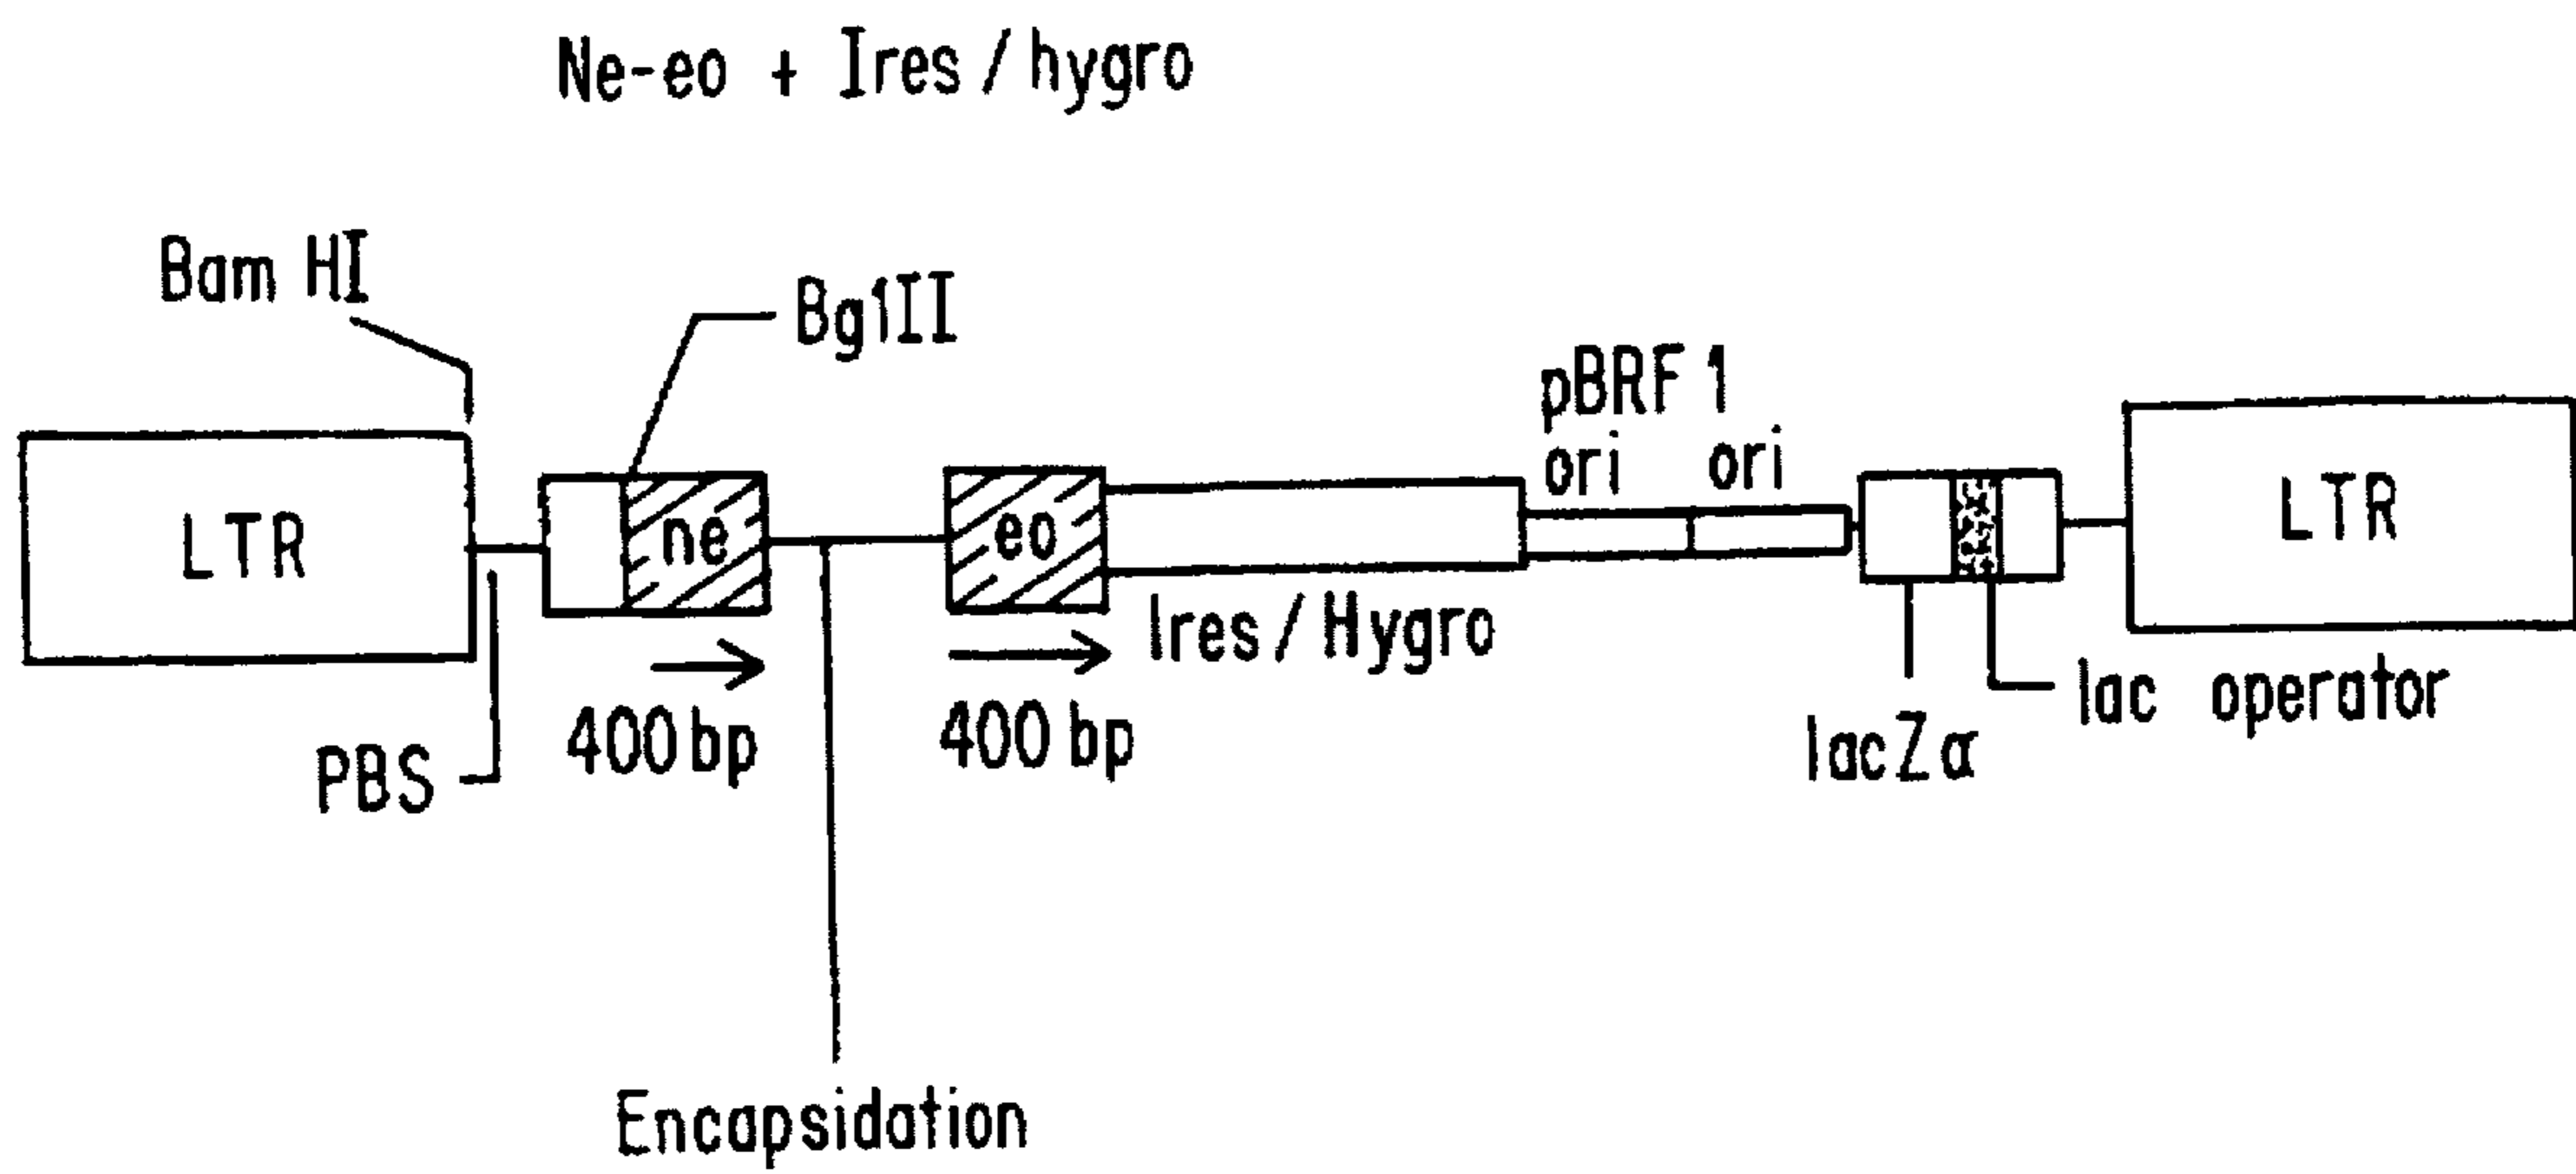 Ne-eo + Ires / hygro
Bam HI
Bg1II
pBRF 1
ori ori
LTR
ne
eo
LTR
Ires / Hygro
400 bp
400 bp
PBS
lacZα
lac operator
Encapsidation